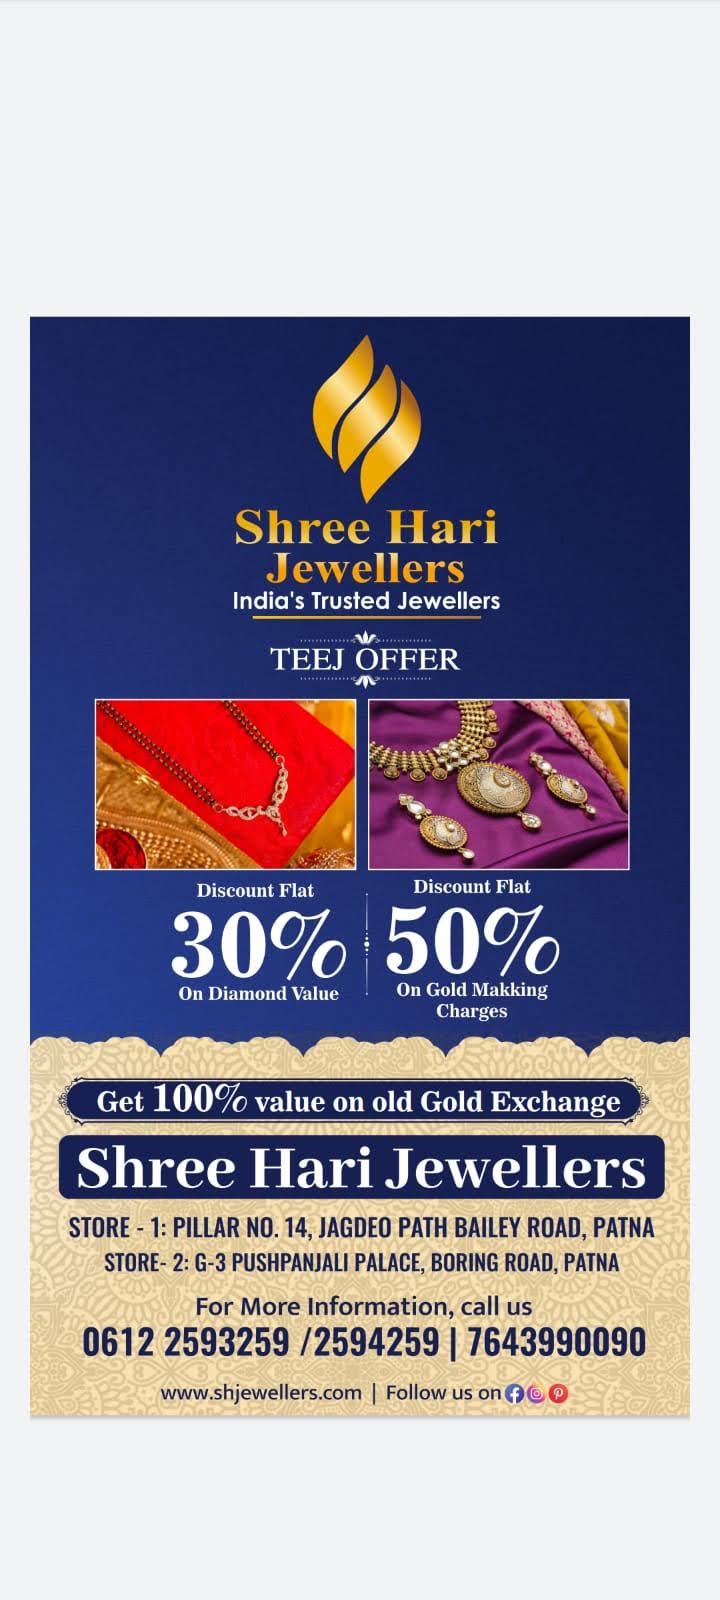 Shree Hari
Jewellers
India's Trusted Jewellers
TEEJ OFFER
Discount Flat
30%
On Diamond Value
Discount Flat
50%
On Gold Makking
Charges
Get 100% value on old Gold Exchange
Shree Hari Jewellers
STORE - 1: PILLAR NO. 14, JAGDEO PATH BAILEY ROAD, PATNA
STORE- 2: G-3 PUSHPANJALI PALACE, BORING ROAD, PATNA
For More Information, call us
0612 2593259 /2594259 | 7643990090
www.shjewellers.com | Follow us on